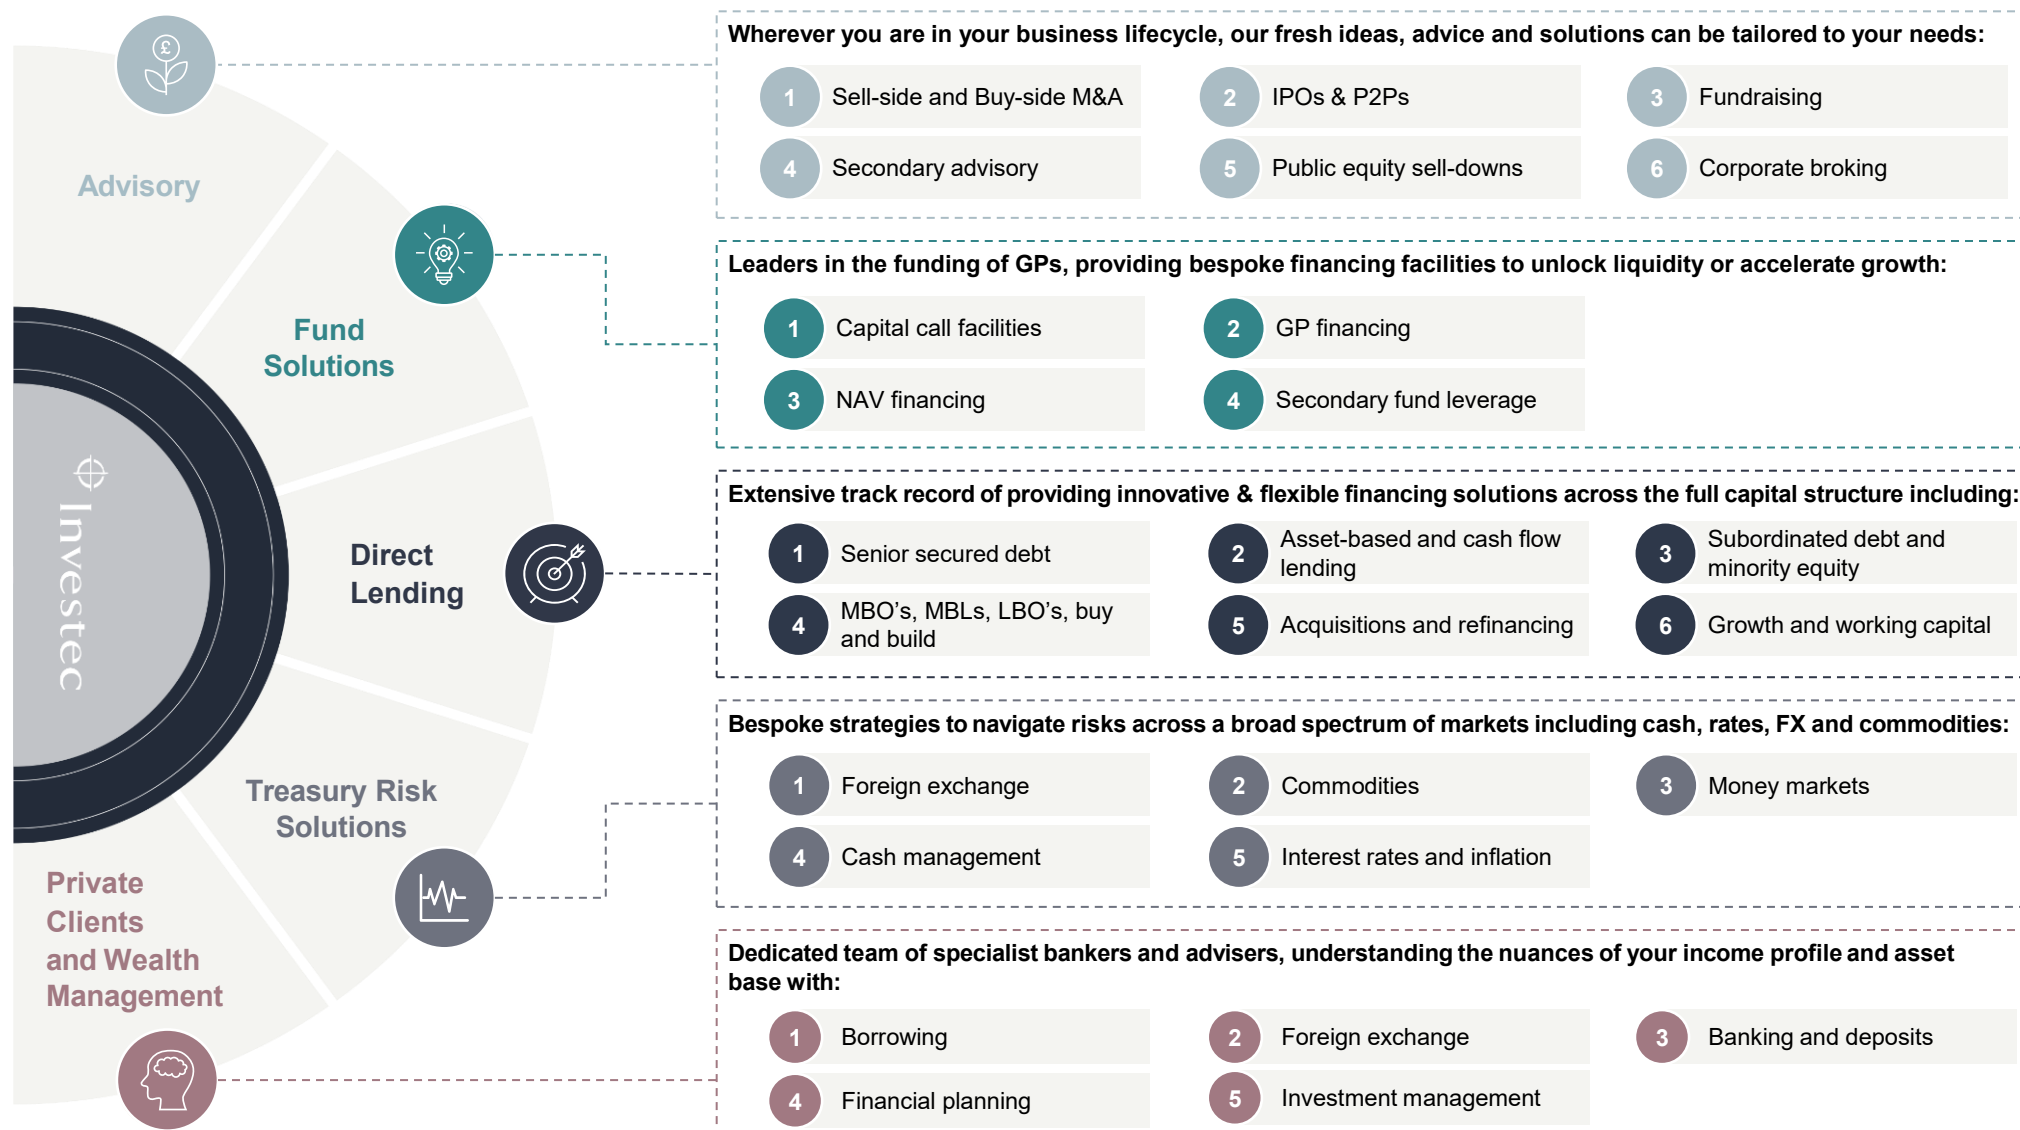 £
Advisory
Fund
Solutions
Direct
Lending
Treasury Risk
Solutions
Private
Clients
and Wealth
Management
Investec
Wherever you are in your business lifecycle, our fresh ideas, advice and solutions can be tailored to your needs:
1 Sell-side and Buy-side M&A
2 IPOs & P2Ps
3 Fundraising
4 Secondary advisory
5 Public equity sell-downs
6 Corporate broking
Leaders in the funding of GPs, providing bespoke financing facilities to unlock liquidity or accelerate growth:
1 Capital call facilities
2 GP financing
3 NAV financing
4 Secondary fund leverage
Extensive track record of providing innovative & flexible financing solutions across the full capital structure including:
1 Senior secured debt
2 Asset-based and cash flow
lending
3 Subordinated debt and
minority equity
4 MBO’s, MBLs, LBO’s, buy
and build
5 Acquisitions and refinancing
6 Growth and working capital
Bespoke strategies to navigate risks across a broad spectrum of markets including cash, rates, FX and commodities:
1 Foreign exchange
2 Commodities
3 Money markets
4 Cash management
5 Interest rates and inflation
Dedicated team of specialist bankers and advisers, understanding the nuances of your income profile and asset
base with:
1 Borrowing
2 Foreign exchange
3 Banking and deposits
4 Financial planning
5 Investment management